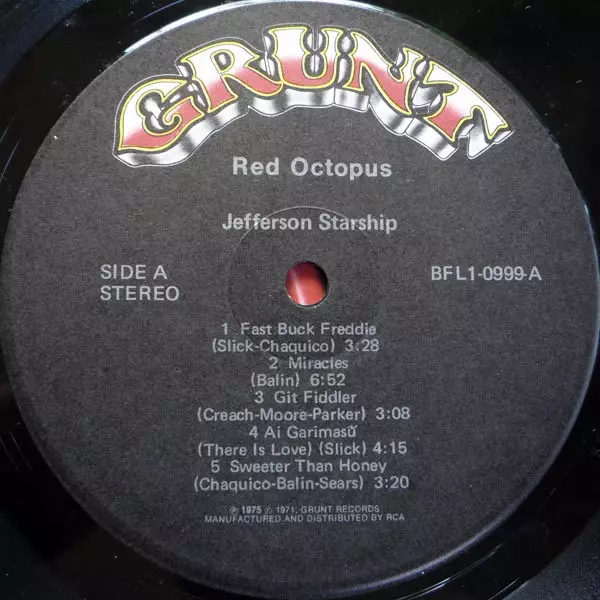 GRUNT
Red Octopus
Jefferson Starship
SIDE A
STEREO
BFL1-0999-A
1 Fast Buck Freddie
(Slick-Chaquico) 3:28
2 Miracles
(Balin) 6:52
3 Git Fiddler
(Creach-Moore-Parker) 3:08
4 Ai Garimasŭ
(There Is Love) (Slick) 4:15
5 Sweeter Than Honey
(Chaquico-Balin-Sears) 3:20
℗ 1975 © 1971, GRUNT RECORDS
MANUFACTURED AND DISTRIBUTED BY RCA